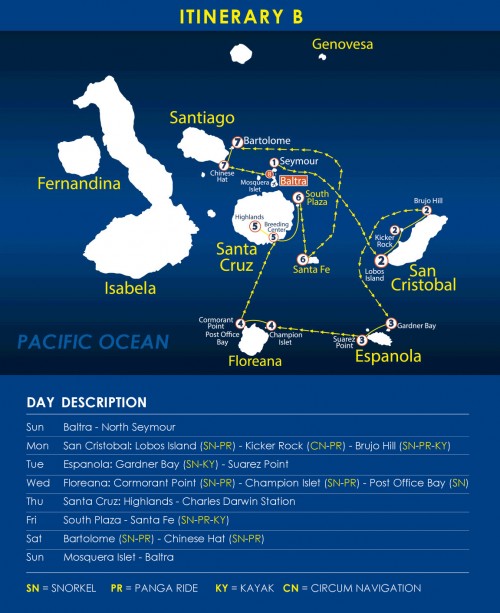 ITINERARY B
Genovesa
Santiago
7 Bartolome
1 Seymour
Fernandina
7
Chinese
Hat
Mosquera
Islet
8
Baltra
6 South
Plaza
Brujo Hill
2
Highlands
5
Breeding
Center
5
Kicker
Rock
2
Santa
Cruz
6
Santa Fe
2
Lobos
Island
San
Cristobal
Isabela
Cormorant
Point
Post Office
Bay
4
4
Champion
Islet
3 Gardner Bay
Suarez
Point
3
PACIFIC OCEAN
Floreana
Espanola
DAY DESCRIPTION
Sun Baltra - North Seymour
Mon San Cristobal: Lobos Island (SN-PR) - Kicker Rock (CN-PR) - Brujo Hill (SN-PR-KY)
Tue Espanola: Gardner Bay (SN-KY) - Suarez Point
Wed Floreana: Cormorant Point (SN-PR) - Champion Islet (SN-PR) - Post Office Bay (SN)
Thu Santa Cruz: Highlands - Charles Darwin Station
Fri South Plaza - Santa Fe (SN-PR-KY)
Sat Bartolome (SN-PR) - Chinese Hat (SN-PR)
Sun Mosquera Islet - Baltra
SN = SNORKEL PR = PANGA RIDE KY = KAYAK CN = CIRCUM NAVIGATION